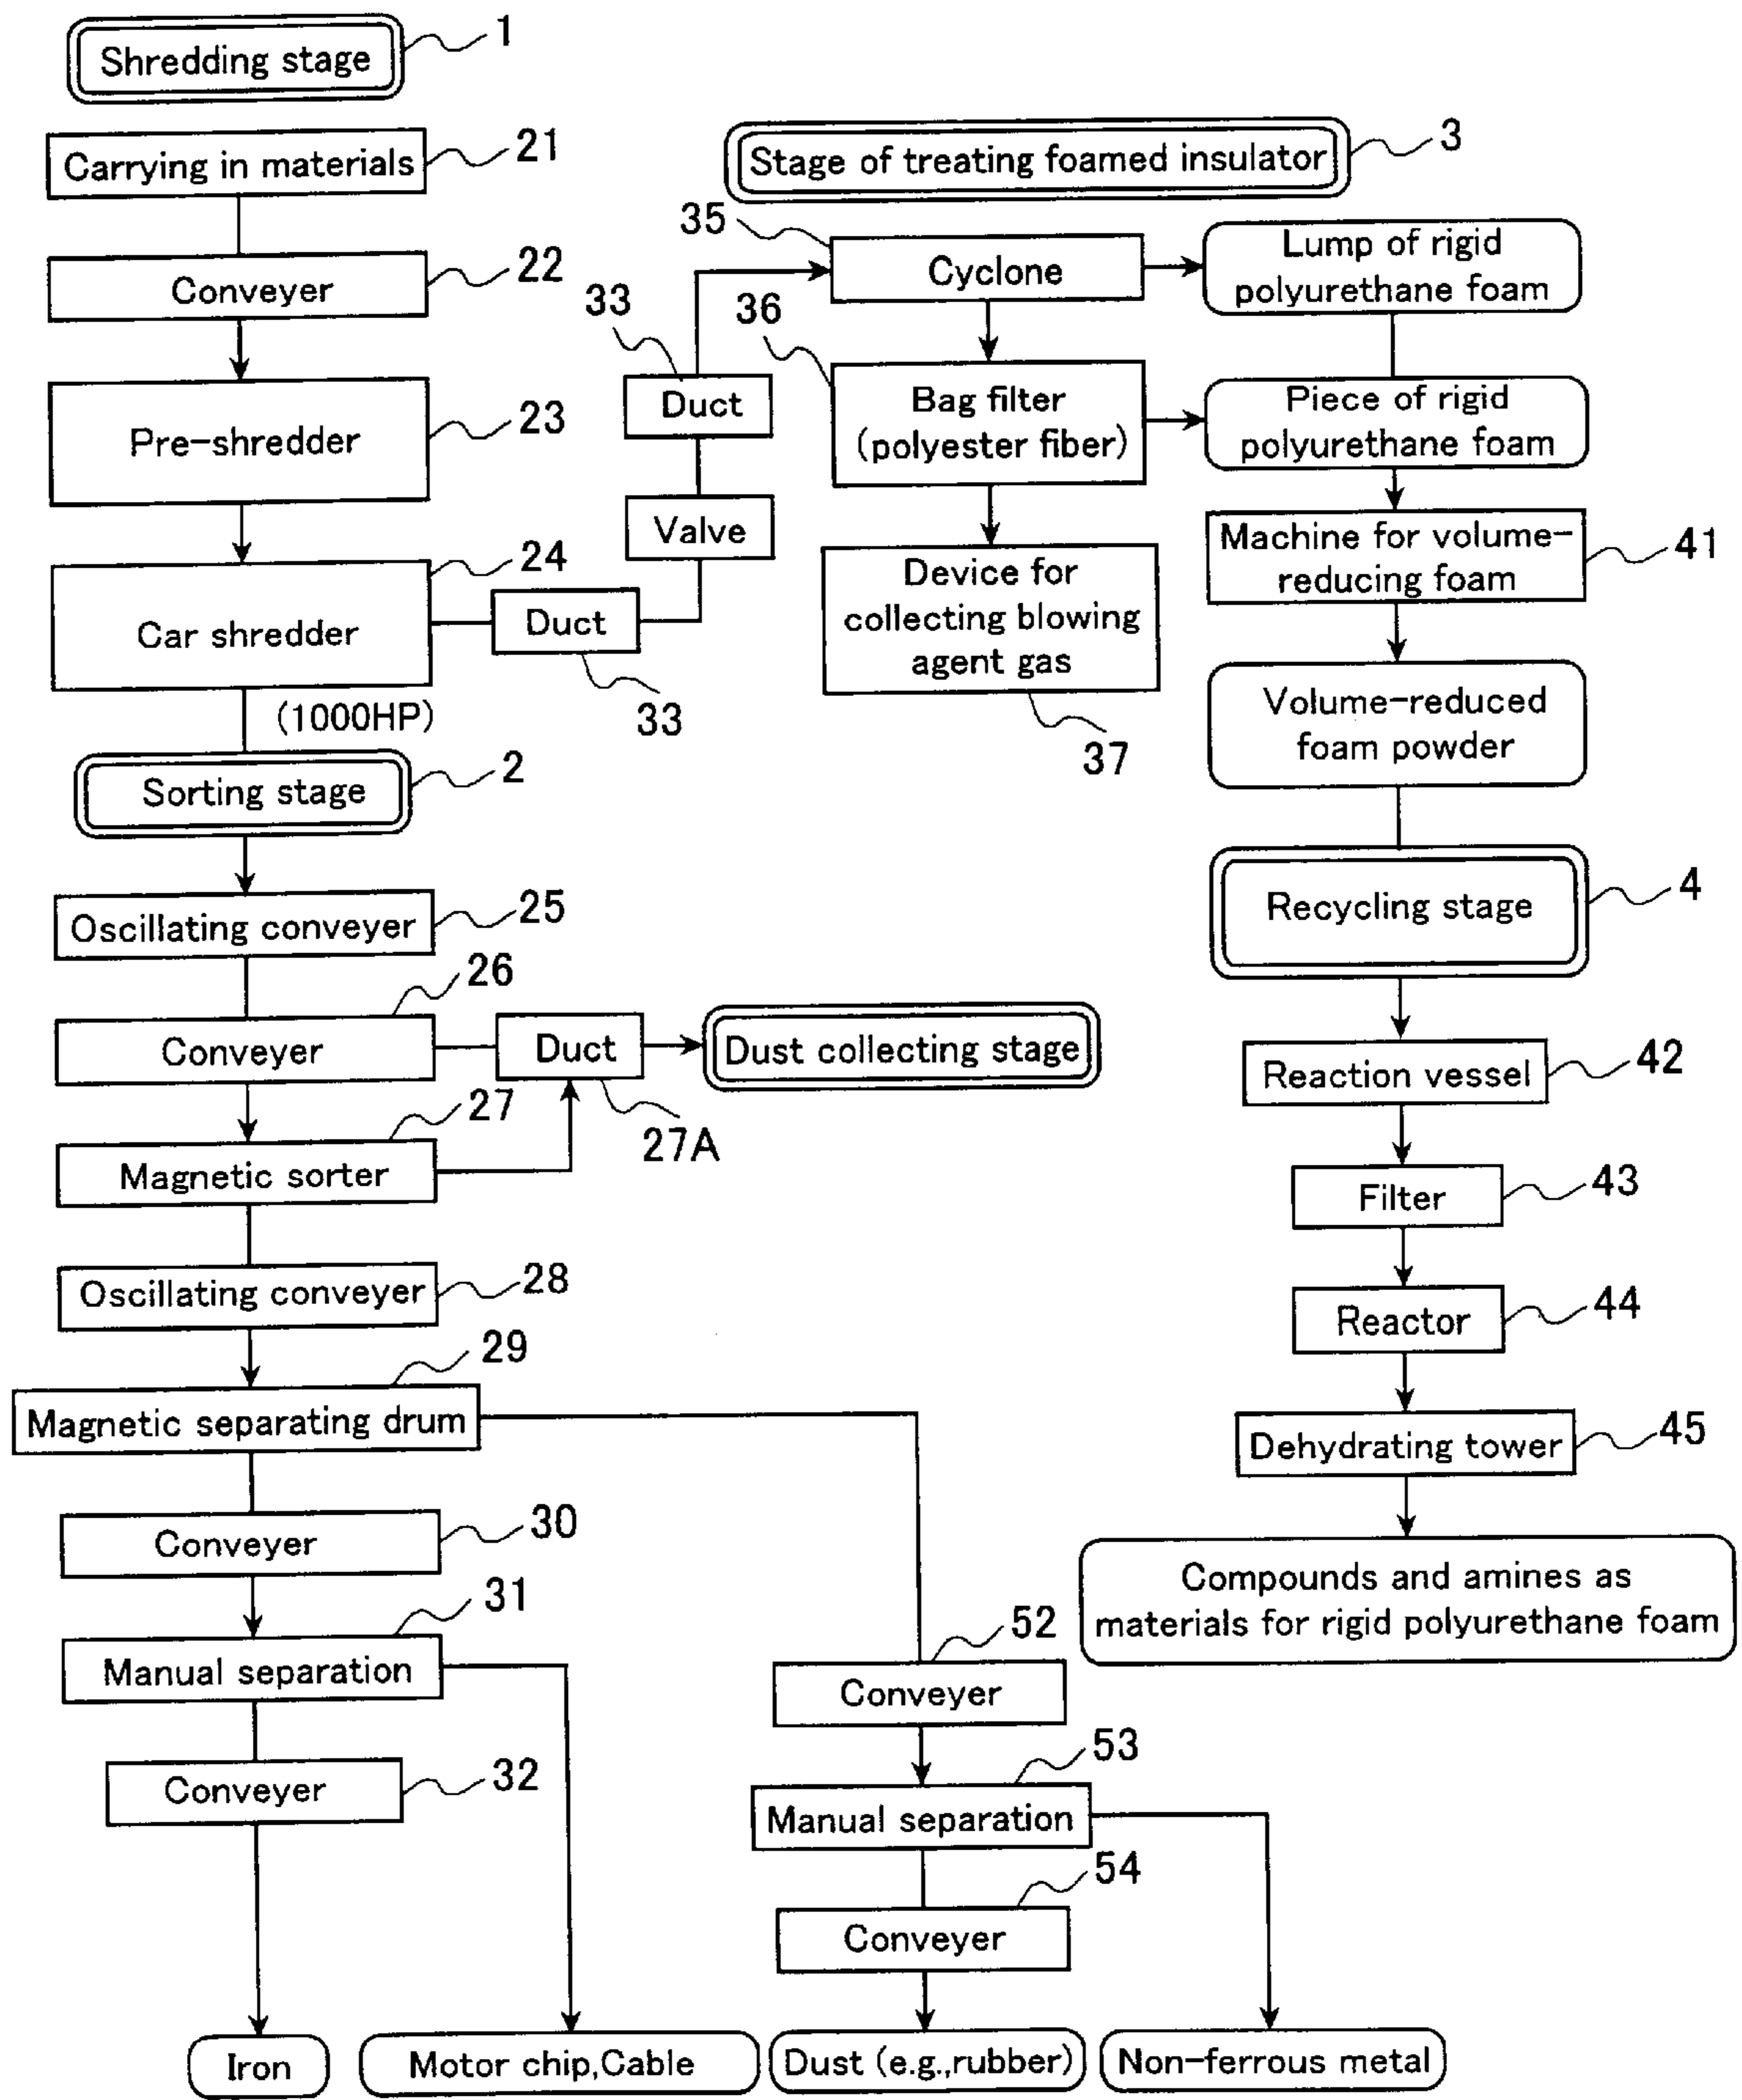 Shredding stage
1
Carrying in materials
21
Conveyer
22
Pre-shredder
23
Car shredder
24
(1000HP)
Duct
33
Valve
Duct
33
Stage of treating foamed insulator
3
35
Cyclone
Lump of rigid
polyurethane foam
36
Bag filter
(polyester fiber)
Piece of rigid
polyurethane foam
Device for
collecting blowing
agent gas
37
Machine for volume-
reducing foam
41
Volume-reduced
foam powder
Recycling stage
4
Reaction vessel
42
Filter
43
Reactor
44
Dehydrating tower
45
Compounds and amines as
materials for rigid polyurethane foam
Sorting stage
2
Oscillating conveyer
25
26
Conveyer
Duct
27A
Dust collecting stage
27
Magnetic sorter
Oscillating conveyer
28
29
Magnetic separating drum
Conveyer
30
31
Manual separation
Conveyer
32
52
Conveyer
53
Manual separation
54
Conveyer
Iron
Motor chip,Cable
Dust (e.g.,rubber)
Non-ferrous metal